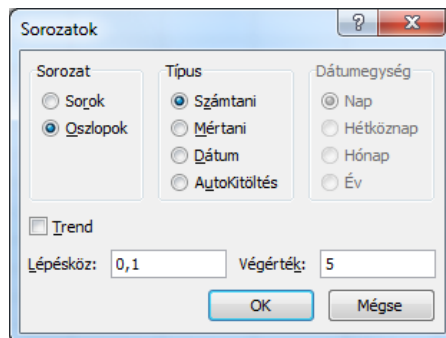 Sorozatok
Sorozat
Sorok
Oszlopok
Típus
Számtani
Mértani
Dátum
AutoKitöltés
Dátumegység
Nap
Hétköznap
Hónap
Év
Trend
Lépésköz: 0,1 Végérték: 5
OK Mégse